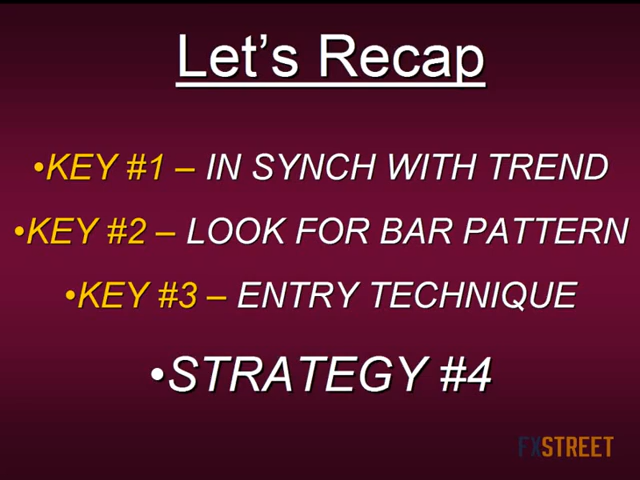 Let's Recap
•KEY #1 – IN SYNCH WITH TREND
•KEY #2 – LOOK FOR BAR PATTERN
•KEY #3 – ENTRY TECHNIQUE
•STRATEGY #4
FXSTREET